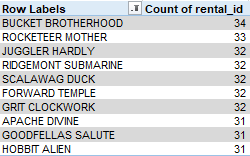 Row Labels Count of rental_id
BUCKET BROTHERHOOD 34
ROCKETEER MOTHER 33
JUGGLER HARDLY 32
RIDGEMONT SUBMARINE 32
SCALAWAG DUCK 32
FORWARD TEMPLE 32
GRIT CLOCKWORK 32
APACHE DIVINE 31
GOODFELLAS SALUTE 31
HOBBIT ALIEN 31